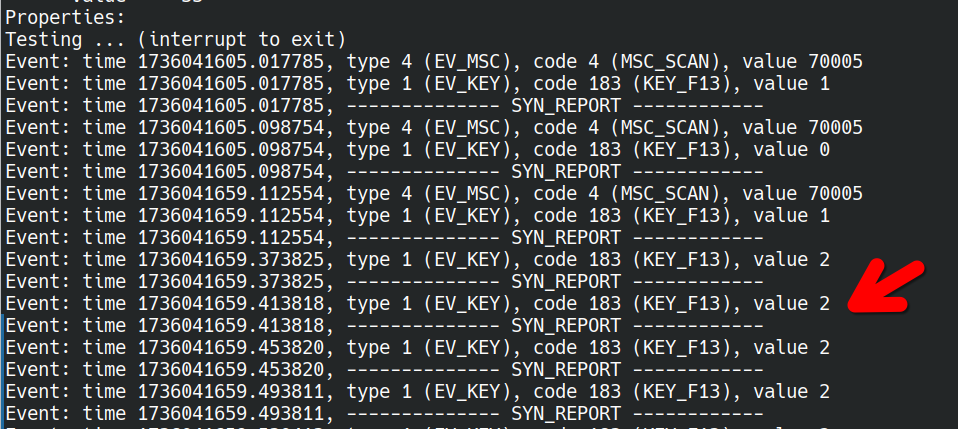 Properties:
Testing ... (interrupt to exit)
Event: time 1736041605.017785, type 4 (EV_MSC), code 4 (MSC_SCAN), value 70005
Event: time 1736041605.017785, type 1 (EV_KEY), code 183 (KEY_F13), value 1
Event: time 1736041605.017785, -------------- SYN_REPORT ------------
Event: time 1736041605.098754, type 4 (EV_MSC), code 4 (MSC_SCAN), value 70005
Event: time 1736041605.098754, type 1 (EV_KEY), code 183 (KEY_F13), value 0
Event: time 1736041605.098754, -------------- SYN_REPORT ------------
Event: time 1736041659.112554, type 4 (EV_MSC), code 4 (MSC_SCAN), value 70005
Event: time 1736041659.112554, type 1 (EV_KEY), code 183 (KEY_F13), value 1
Event: time 1736041659.112554, -------------- SYN_REPORT ------------
Event: time 1736041659.373825, type 1 (EV_KEY), code 183 (KEY_F13), value 2
Event: time 1736041659.373825, -------------- SYN_REPORT ------------
Event: time 1736041659.413818, type 1 (EV_KEY), code 183 (KEY_F13), value 2
Event: time 1736041659.413818, -------------- SYN_REPORT ------------
Event: time 1736041659.453820, type 1 (EV_KEY), code 183 (KEY_F13), value 2
Event: time 1736041659.453820, -------------- SYN_REPORT ------------
Event: time 1736041659.493811, type 1 (EV_KEY), code 183 (KEY_F13), value 2
Event: time 1736041659.493811, -------------- SYN_REPORT ------------